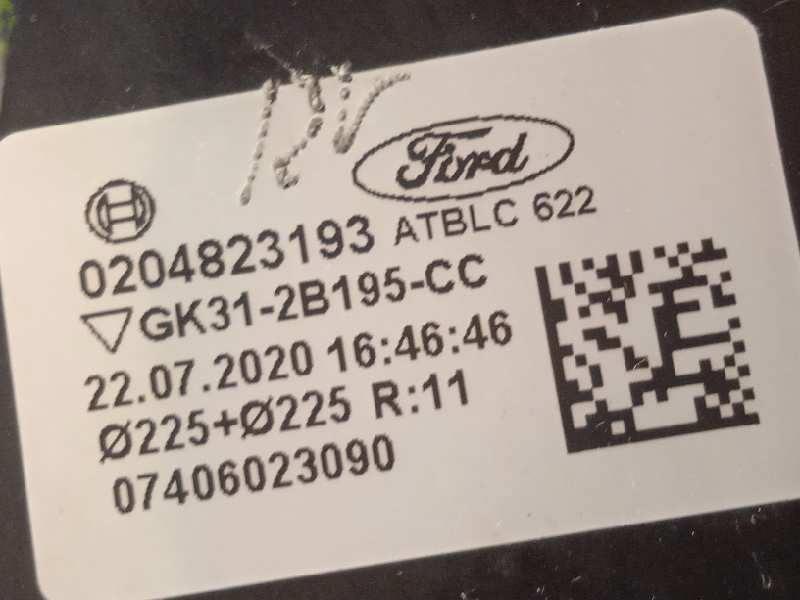 Ford
0204823193 ATBLC 622
GK31-2B195-CC
22.07.2020 16:46:46
Ø225+Ø225 R:11
07406023090